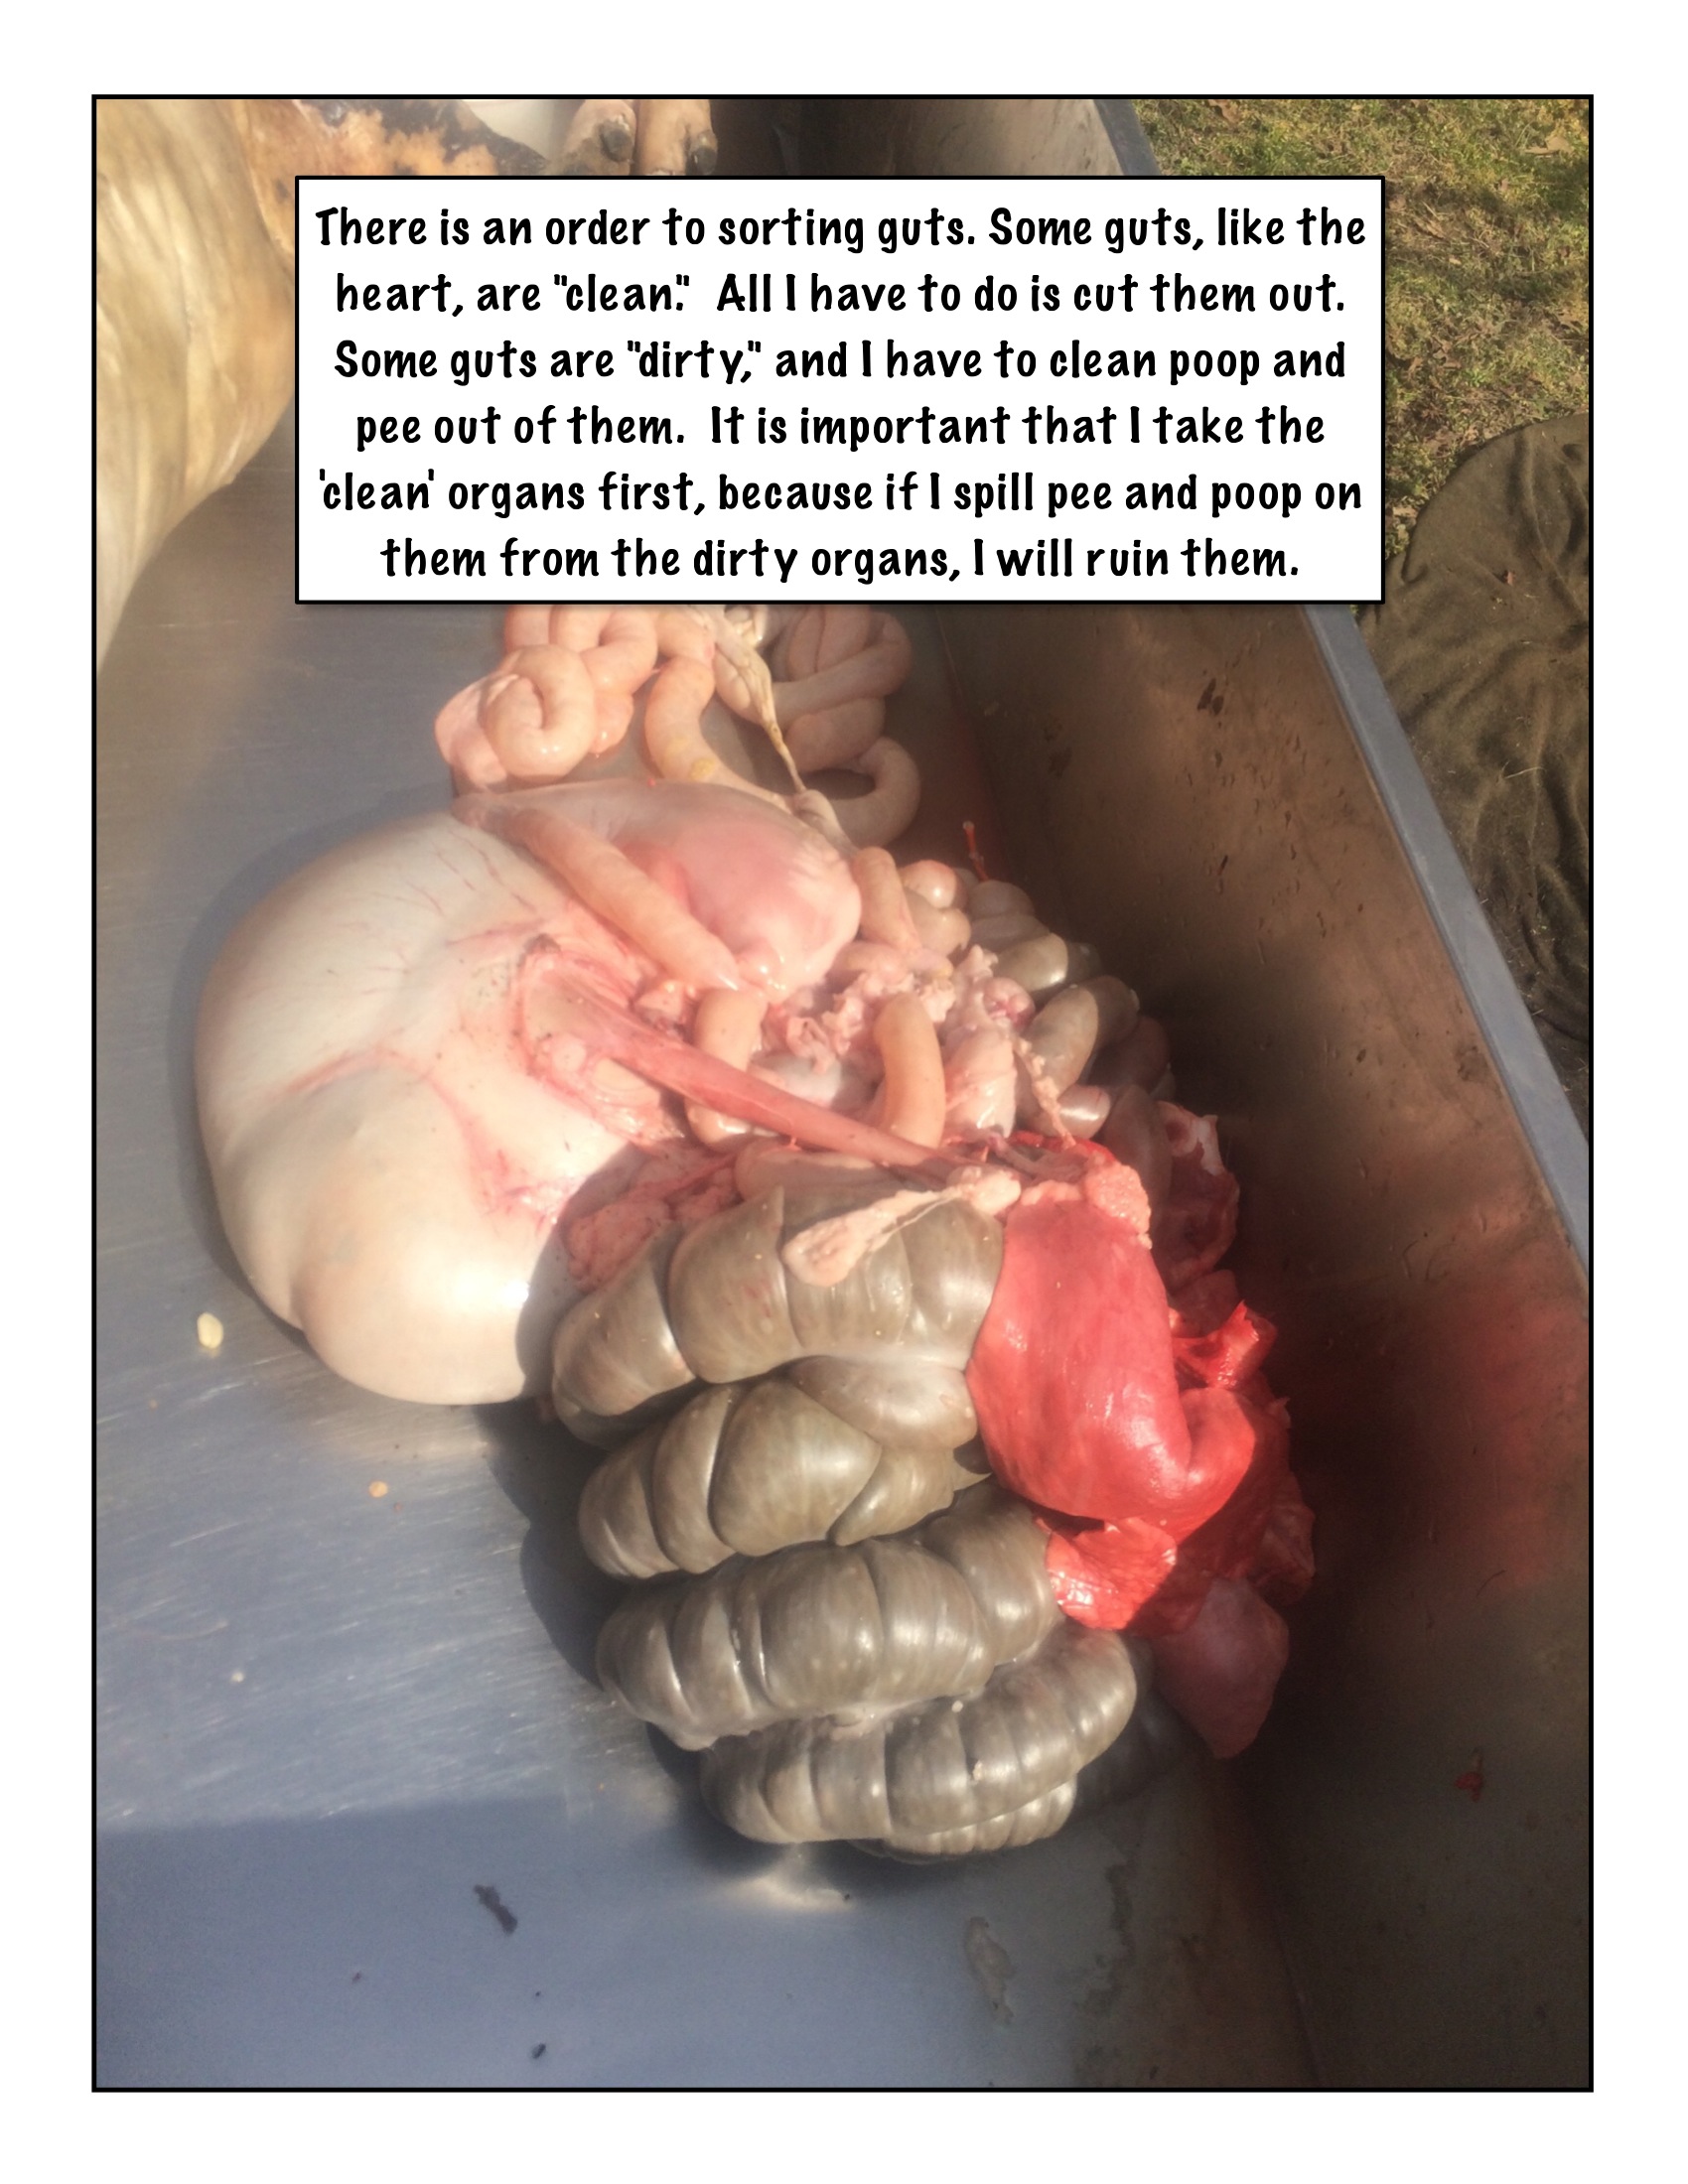 There is an order to sorting guts. Some guts, like the
heart, are "clean."  All I have to do is cut them out.
Some guts are "dirty," and I have to clean poop and
pee out of them.  It is important that I take the
'clean' organs first, because if I spill pee and poop on
them from the dirty organs, I will ruin them.